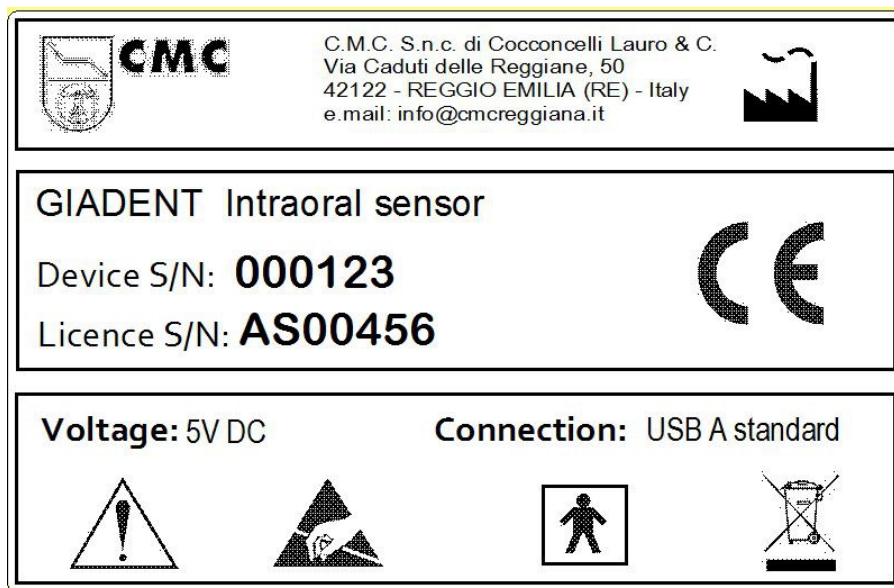 CMC
C.M.C. S.n.c. di Cocconcelli Lauro & C.
Via Caduti delle Reggiane, 50
42122 - REGGIO EMILIA (RE) - Italy
e.mail: info@cmcreggiana.it
GIADENT Intraoral sensor
Device S/N: 000123
Licence S/N: AS00456
CE
Voltage: 5V DC
Connection: USB A standard